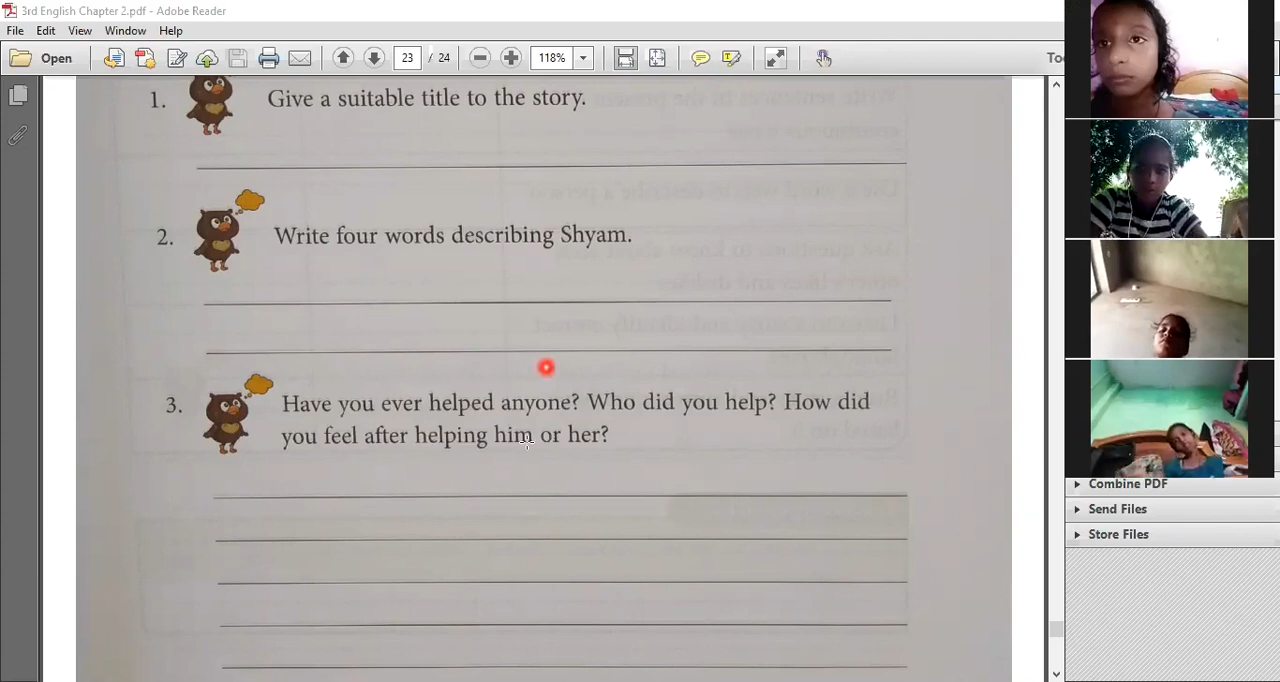 3rd English Chapter 2.pdf - Adobe Reader
File Edit View Window Help
Open 23 / 24 118%
1. Give a suitable title to the story.
2. Write four words describing Shyam.
3. Have you ever helped anyone? Who did you help? How did
you feel after helping him or her?
Combine PDF
Send Files
Store Files